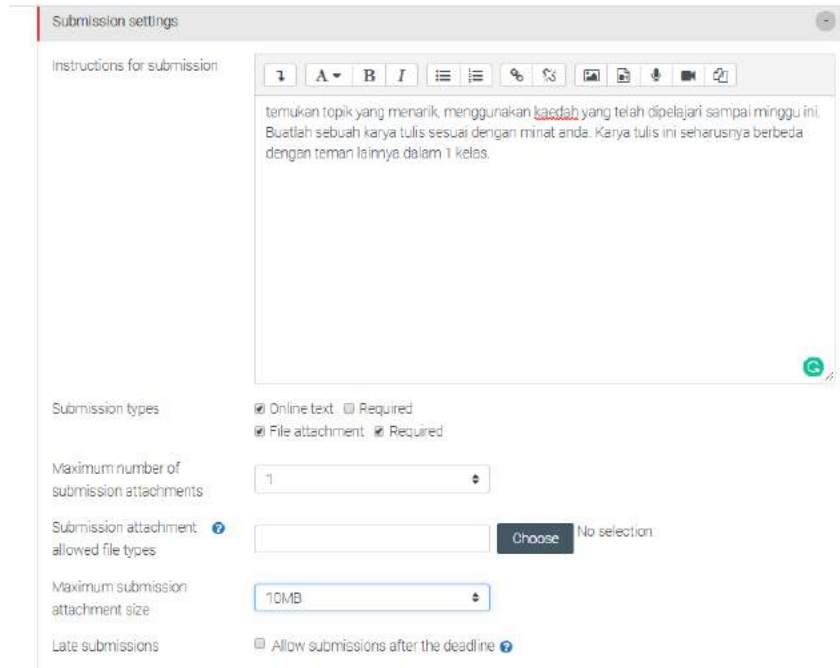 Submission settings
Instructions for submission
A B I
temukan topik yang menarik, menggunakan kaedah yang telah dipelajari sampai minggu ini.
Buatlah sebuah karya tulis sesuai dengan minat anda. Karya tulis ini seharusnya berbeda
dengan teman lainnya dalam 1 kelas.
Submission types
Online text Required
File attachment Required
Maximum number of
submission attachments
1
Submission attachment
allowed file types
Choose No selection
Maximum submission
attachment size
10MB
Late submissions
Allow submissions after the deadline